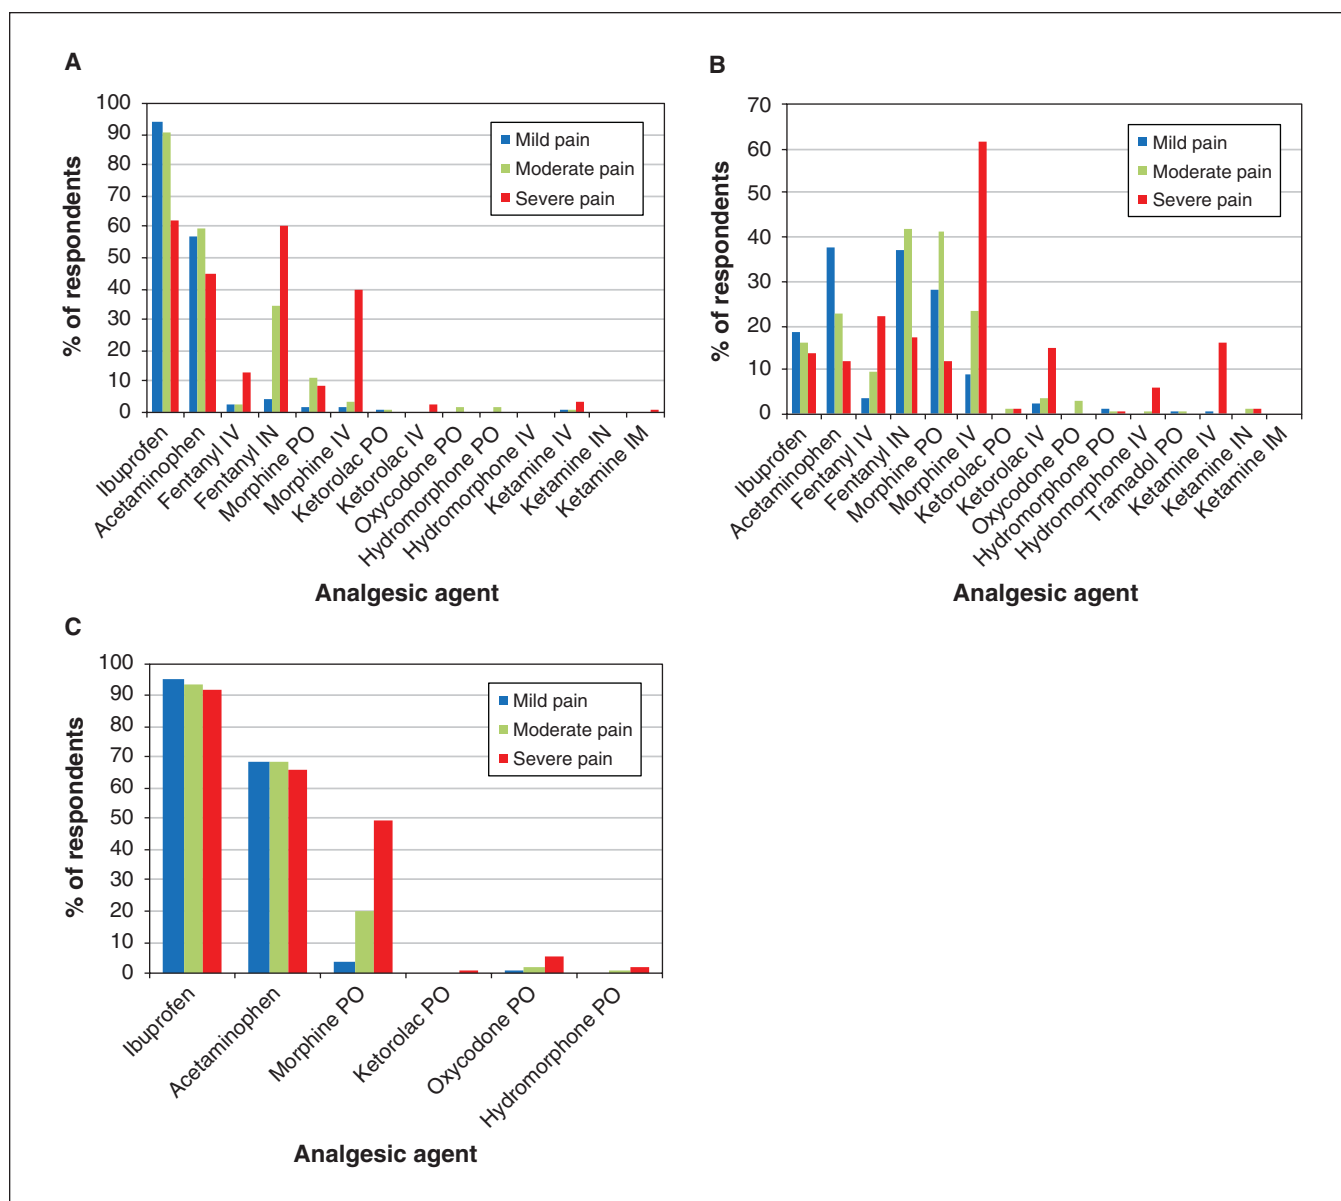 A
% of respondents
100
90
80
70
60
50
40
30
20
10
0
Mild pain
Moderate pain
Severe pain
Ibuprofen
Acetaminophen
Fentanyl IV
Fentanyl IN
Morphine PO
Morphine IV
Ketorolac PO
Ketorolac IV
Oxycodone PO
Hydromorphone PO
Hydromorphone IV
Ketamine IV
Ketamine IN
Ketamine IM
Analgesic agent
B
% of respondents
70
60
50
40
30
20
10
0
Mild pain
Moderate pain
Severe pain
Ibuprofen
Acetaminophen
Fentanyl IV
Fentanyl IN
Morphine PO
Morphine IV
Ketorolac PO
Ketorolac IV
Oxycodone PO
Hydromorphone PO
Hydromorphone IV
Tramadol PO
Ketamine IV
Ketamine IN
Ketamine IM
Analgesic agent
C
% of respondents
100
90
80
70
60
50
40
30
20
10
0
Mild pain
Moderate pain
Severe pain
Ibuprofen
Acetaminophen
Morphine PO
Ketorolac PO
Oxycodone PO
Hydromorphone PO
Analgesic agent